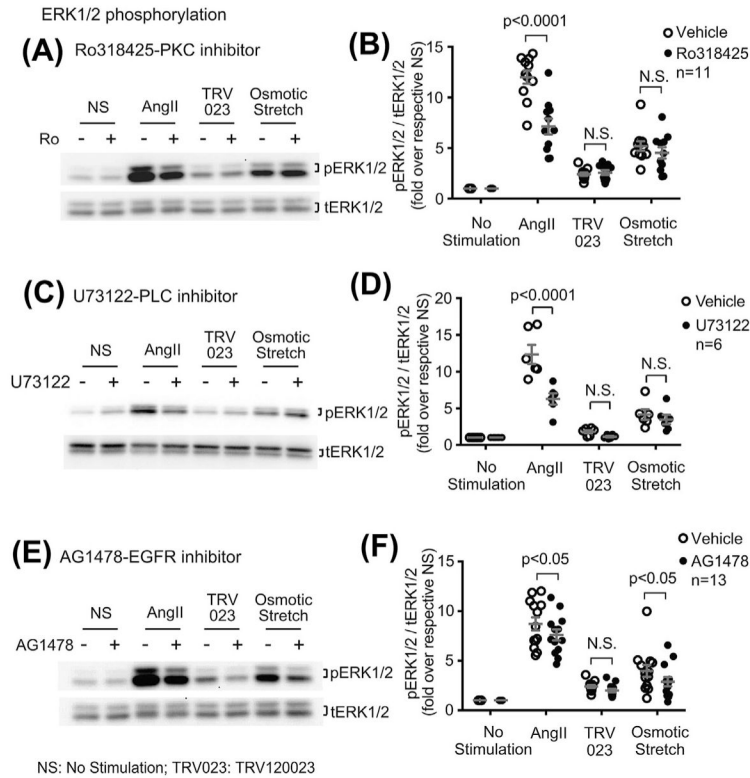 ERK1/2 phosphorylation
(A) Ro318425-PKC inhibitor
NS AngII TRV Osmotic
023 Stretch
Ro - + - + - + - +
pERK1/2
tERK1/2
(B)
p<0.0001
Vehicle
Ro318425
n=11
N.S.
N.S.
pERK1/2 / tERK1/2
(fold over respective NS)
15
10
5
0
No AngII TRV Osmotic
Stimulation 023 Stretch
(C) U73122-PLC inhibitor
NS AngII TRV Osmotic
023 Stretch
U73122 - + - + - + - +
pERK1/2
tERK1/2
(D)
p<0.0001
Vehicle
U73122
n=6
N.S.
N.S.
pERK1/2 / tERK1/2
(fold over respctive NS)
20
15
10
5
0
No AngII TRV Osmotic
Stimulation 023 Stretch
(E) AG1478-EGFR inhibitor
NS AngII TRV Osmotic
023 Stretch
AG1478 - + - + - + - +
pERK1/2
tERK1/2
(F)
p<0.05
Vehicle
AG1478
n=13
p<0.05
N.S.
pERK1/2 / tERK1/2
(fold over respective NS)
15
10
5
0
No AngII TRV Osmotic
Stimulation 023 Stretch
NS: No Stimulation; TRV023: TRV120023